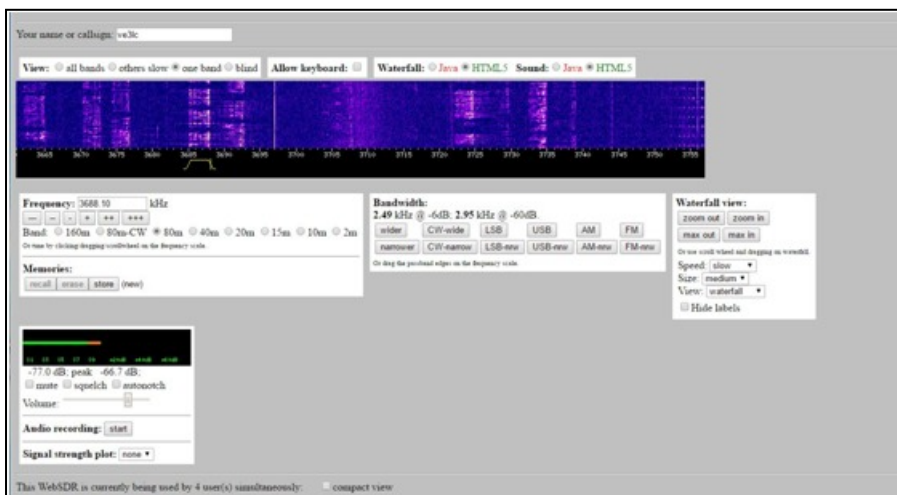 Your name or callsign: ve3lc
View: all bands others slow one band blind Allow keyboard: Waterfall: Java HTML5 Sound: Java HTML5
3665 3670 3675 3680 3685 3690 3695 3700 3705 3710 3715 3720 3725 3730 3735 3740 3745 3750 3755
Frequency: 3688.10 kHz
--- -- - + ++ +++
Band: 160m 80m-CW 80m 40m 20m 15m 10m 2m
Or tune by clicking/dragging/scrollwheel on the frequency scale.
Memories:
recall erase store (new)
Bandwidth:
2.49 kHz @ -6dB; 2.95 kHz @ -60dB.
wider CW-wide LSB USB AM FM
narrower CW-narrow LSB-nrw USB-nrw AM-nrw FM-nrw
Or drag the passband edges on the frequency scale.
Waterfall view:
zoom out zoom in
max out max in
Or use scroll wheel and dragging on waterfall.
Speed: slow
Size: medium
View: waterfall
Hide labels
S1 S3 S5 S7 S9 +20dB +40dB +60dB
-77.0 dB; peak -66.7 dB;
mute squelch autonotch
Volume:
Audio recording: start
Signal strength plot: none
This WebSDR is currently being used by 4 user(s) simultaneously: compact view